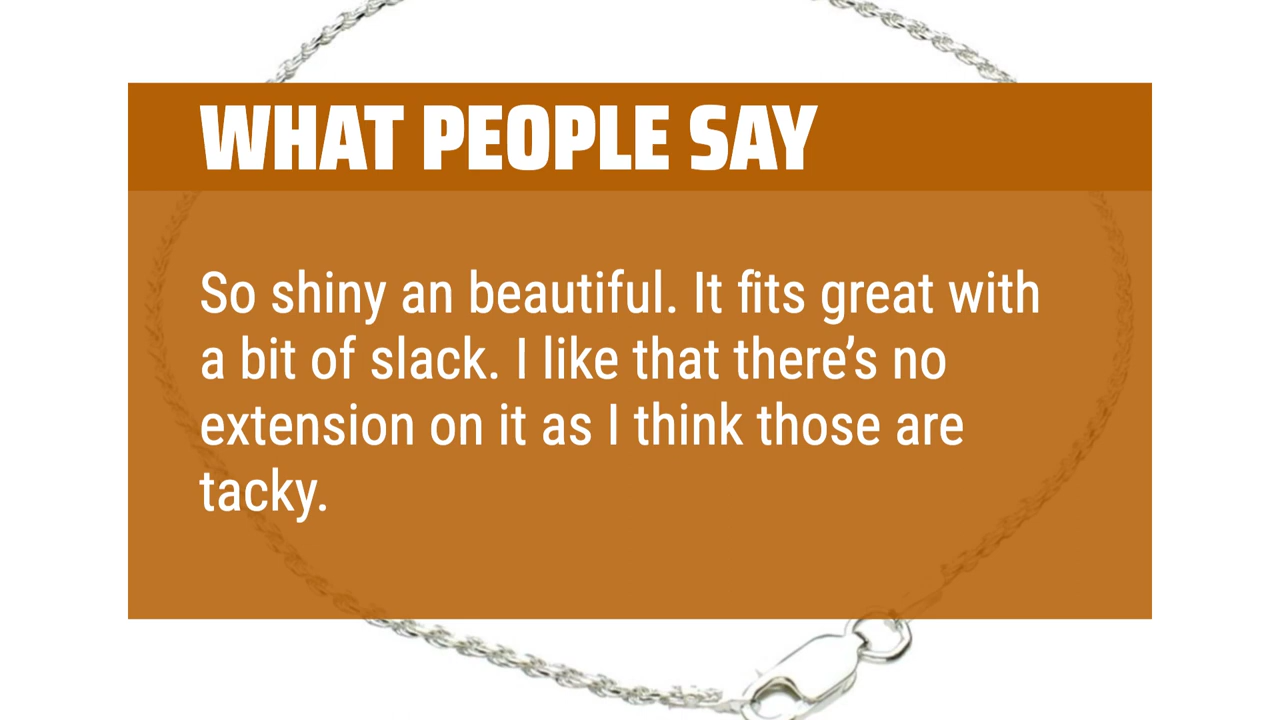 WHAT PEOPLE SAY
So shiny an beautiful. It fits great with
a bit of slack. I like that there’s no
extension on it as I think those are
tacky.